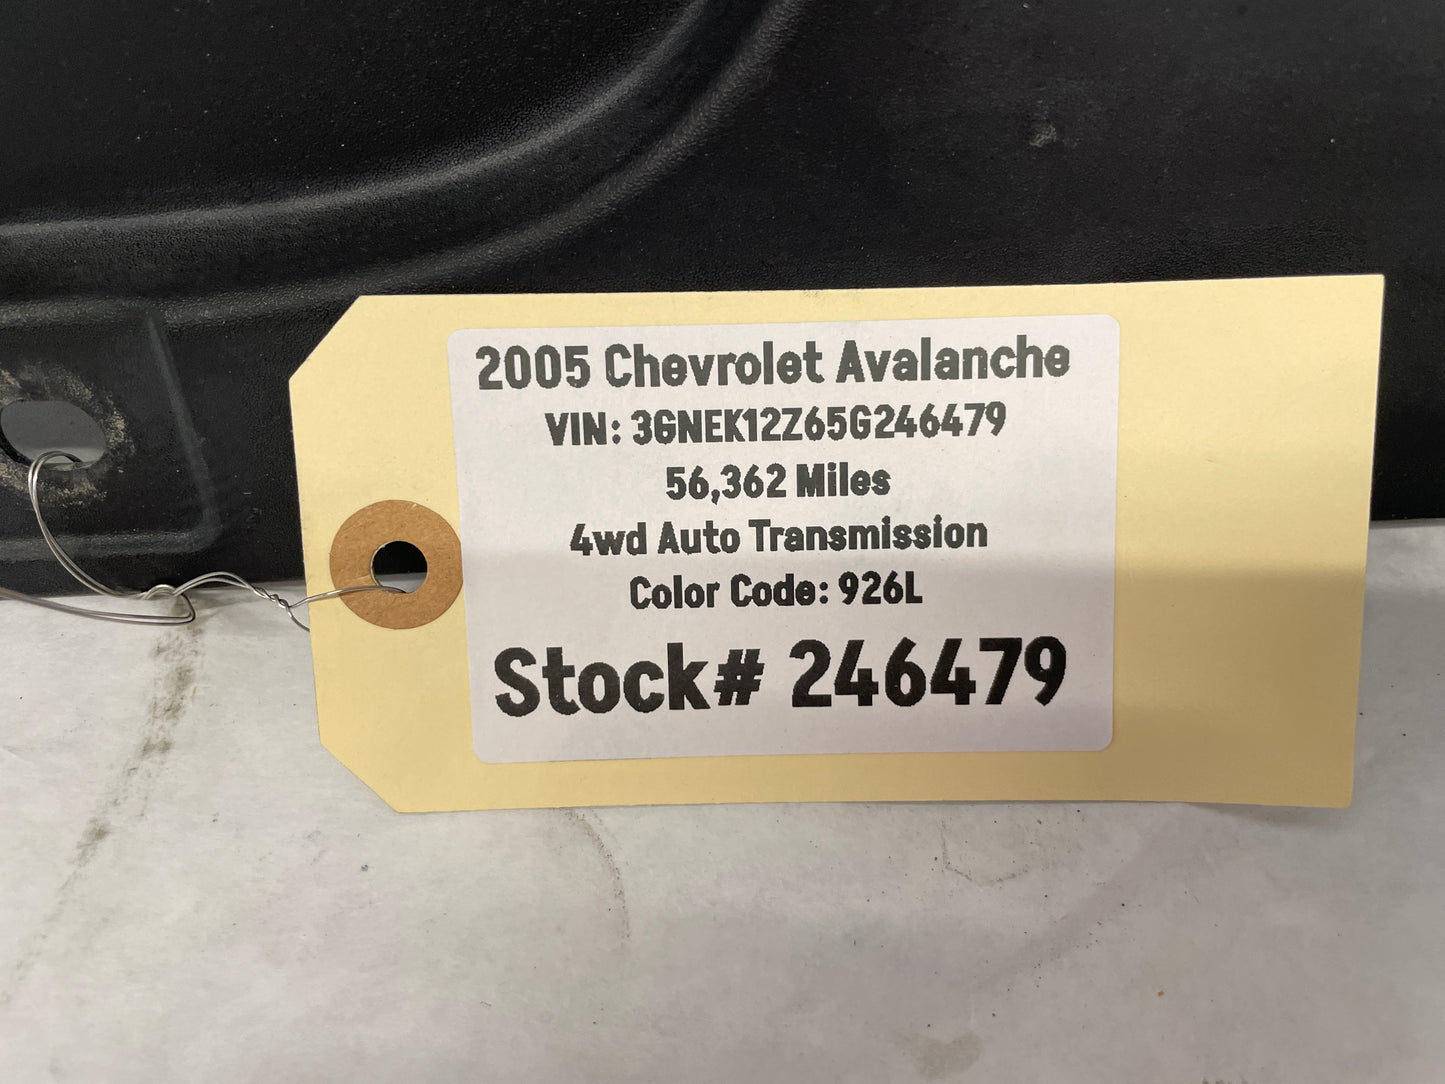 2005 Chevrolet Avalanche
VIN: 3GNEK12Z65G246479
56,362 Miles
4wd Auto Transmission
Color Code: 926L
Stock# 246479